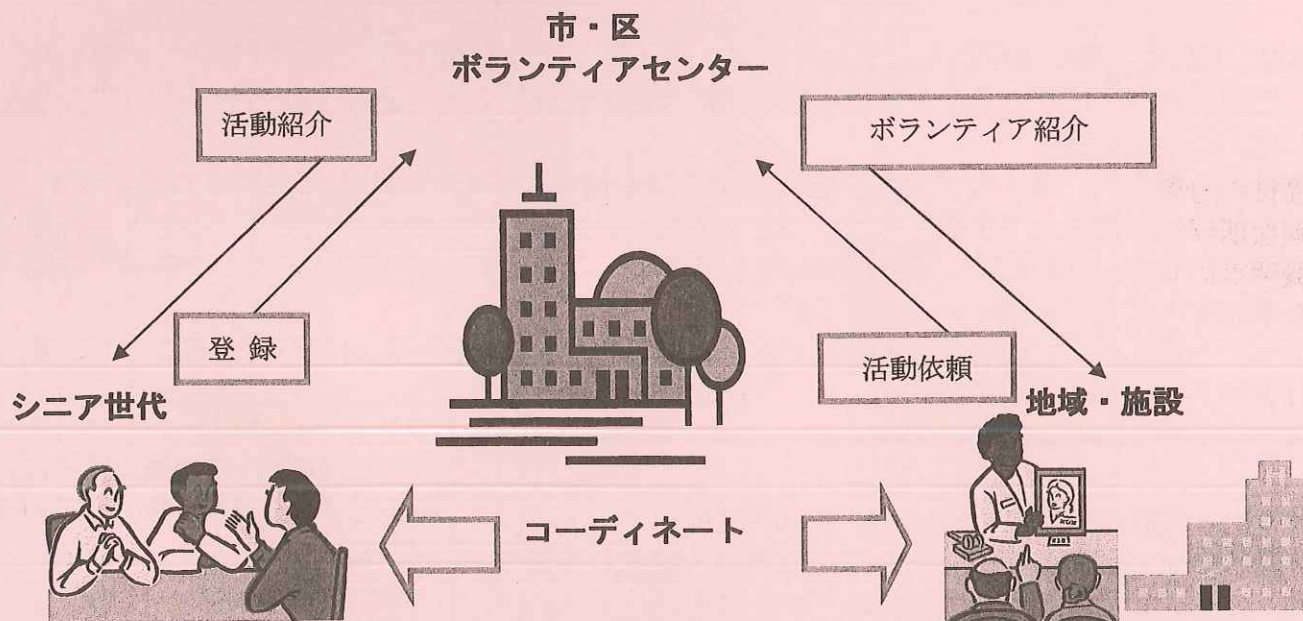 市・区
ボランティアセンター
活動紹介
ボランティア紹介
登 録
活動依頼
シニア世代
地域・施設
コーディネート